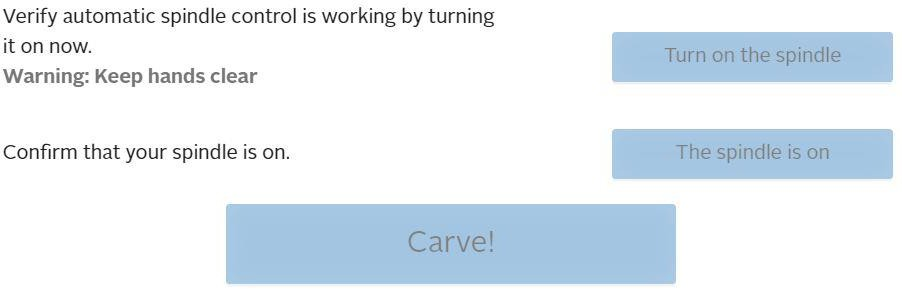 Verify automatic spindle control is working by turning
it on now.
Turn on the spindle
Warning: Keep hands clear
Confirm that your spindle is on.
The spindle is on
Carve!